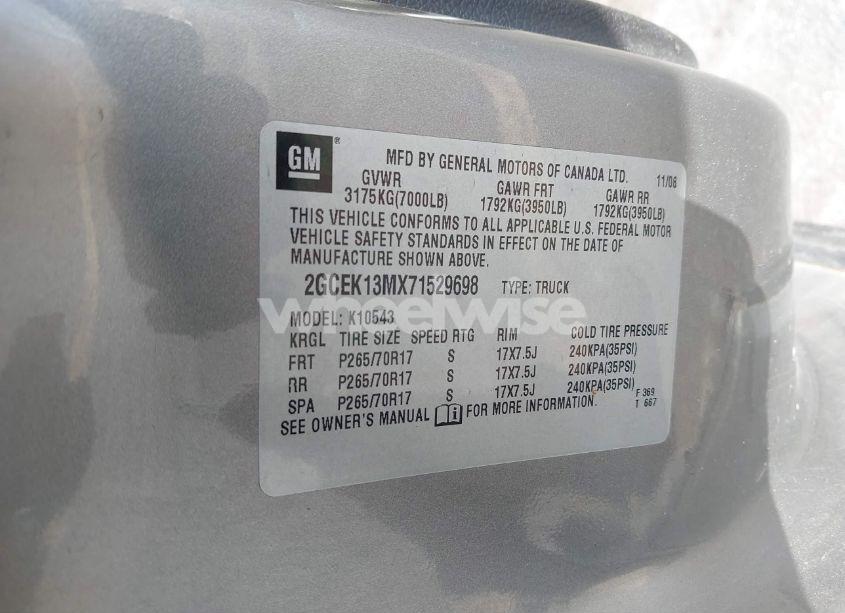 GM ®
MFD BY GENERAL MOTORS OF CANADA LTD. 11/06
GVWR GAWR FRT GAWR RR
3175KG(7000LB) 1792KG(3950LB) 1792KG(3950LB)
THIS VEHICLE CONFORMS TO ALL APPLICABLE U.S. FEDERAL MOTOR
VEHICLE SAFETY STANDARDS IN EFFECT ON THE DATE OF
MANUFACTURE SHOWN ABOVE.
2GCEK13MX71529698 TYPE: TRUCK
wheelwise
MODEL: K10543
KRGL TIRE SIZE SPEED RTG RIM COLD TIRE PRESSURE
FRT P265/70R17 S 17X7.5J 240KPA(35PSI)
RR P265/70R17 S 17X7.5J 240KPA(35PSI)
SPA P265/70R17 S 17X7.5J 240KPA(35PSI)
SEE OWNER'S MANUAL FOR MORE INFORMATION. F 369
T 667